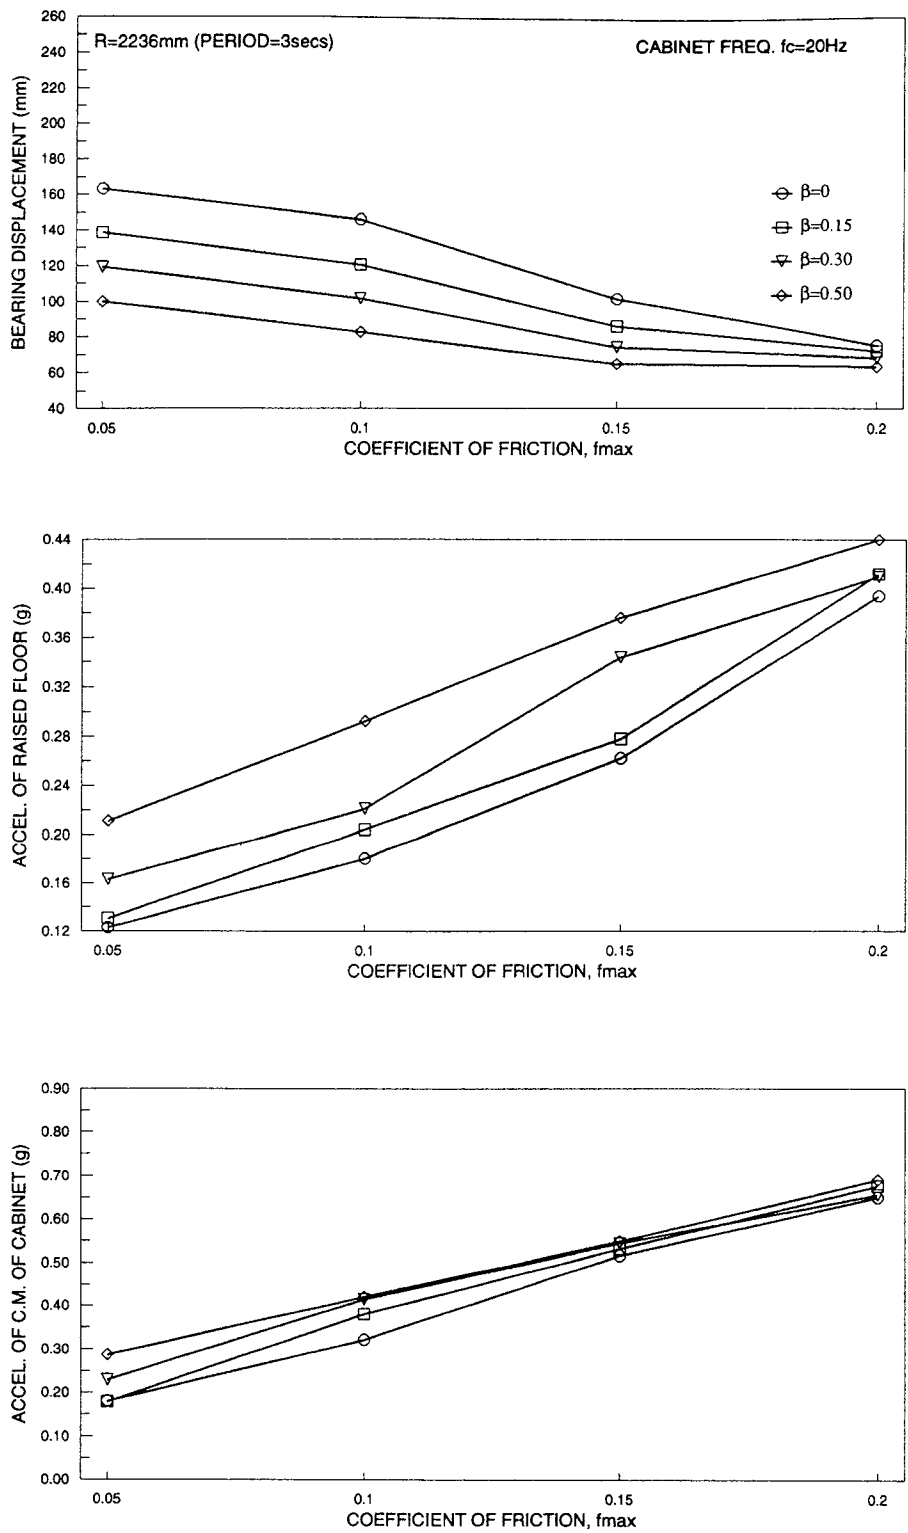 260
240
220
200
180
160
140
120
100
80
60
40
BEARING DISPLACEMENT (mm)
R=2236mm (PERIOD=3secs)
CABINET FREQ. fc=20Hz
β=0
β=0.15
β=0.30
β=0.50
0.05 0.1 0.15 0.2
COEFFICIENT OF FRICTION, fmax
0.44
0.40
0.36
0.32
0.28
0.24
0.20
0.16
0.12
ACCEL. OF RAISED FLOOR (g)
0.05 0.1 0.15 0.2
COEFFICIENT OF FRICTION, fmax
0.90
0.80
0.70
0.60
0.50
0.40
0.30
0.20
0.10
0.00
ACCEL. OF C.M. OF CABINET (g)
0.05 0.1 0.15 0.2
COEFFICIENT OF FRICTION, fmax